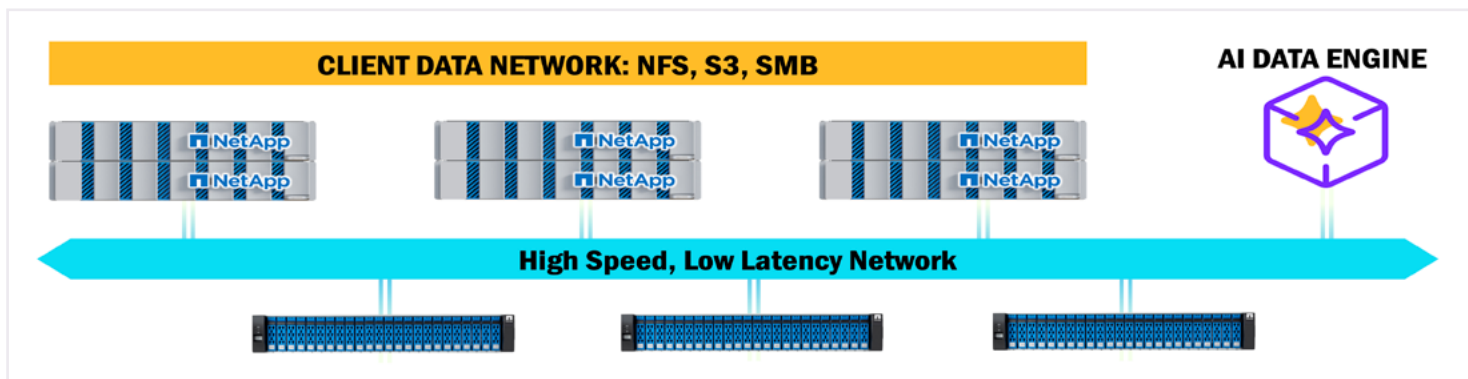 CLIENT DATA NETWORK: NFS, S3, SMB
AI DATA ENGINE
NetApp
NetApp
NetApp
NetApp
NetApp
NetApp
High Speed, Low Latency Network